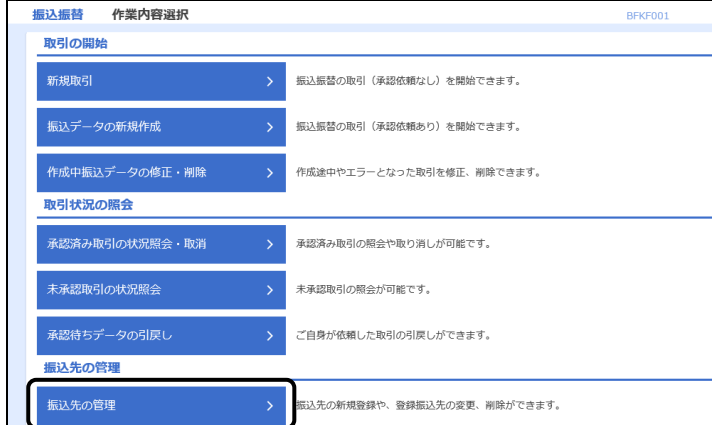 振込振替 作業内容選択 BFKF001
取引の開始
新規取引 振込振替の取引（承認依頼なし）を開始できます。
振込データの新規作成 振込振替の取引（承認依頼あり）を開始できます。
作成中振込データの修正・削除 作成途中やエラーとなった取引を修正、削除できます。
取引状況の照会
承認済み取引の状況照会・取消 承認済み取引の照会や取り消しが可能です。
未承認取引の状況照会 未承認取引の照会が可能です。
承認待ちデータの引戻し ご自身が依頼した取引の引戻しができます。
振込先の管理
振込先の管理 振込先の新規登録や、登録振込先の変更、削除ができます。